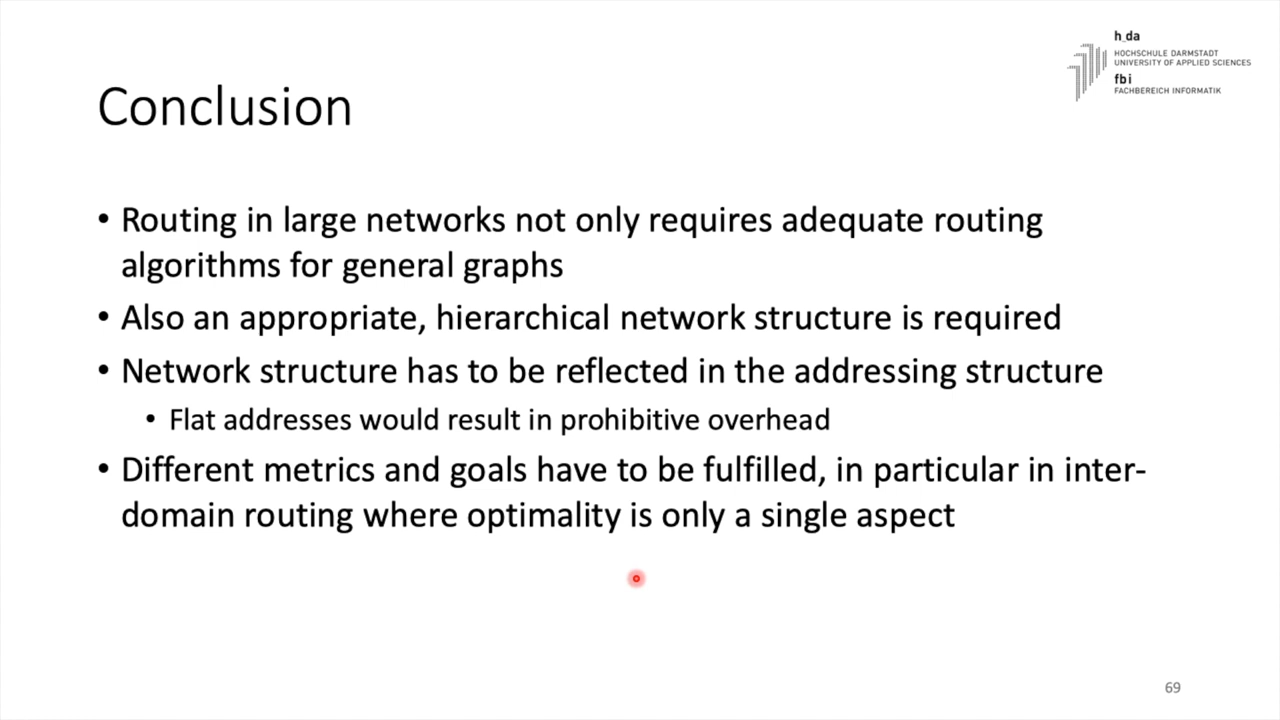 h_da
HOCHSCHULE DARMSTADT
UNIVERSITY OF APPLIED SCIENCES
fbi
FACHBEREICH INFORMATIK
Conclusion
• Routing in large networks not only requires adequate routing
algorithms for general graphs
• Also an appropriate, hierarchical network structure is required
• Network structure has to be reflected in the addressing structure
• Flat addresses would result in prohibitive overhead
• Different metrics and goals have to be fulfilled, in particular in inter-
domain routing where optimality is only a single aspect
69